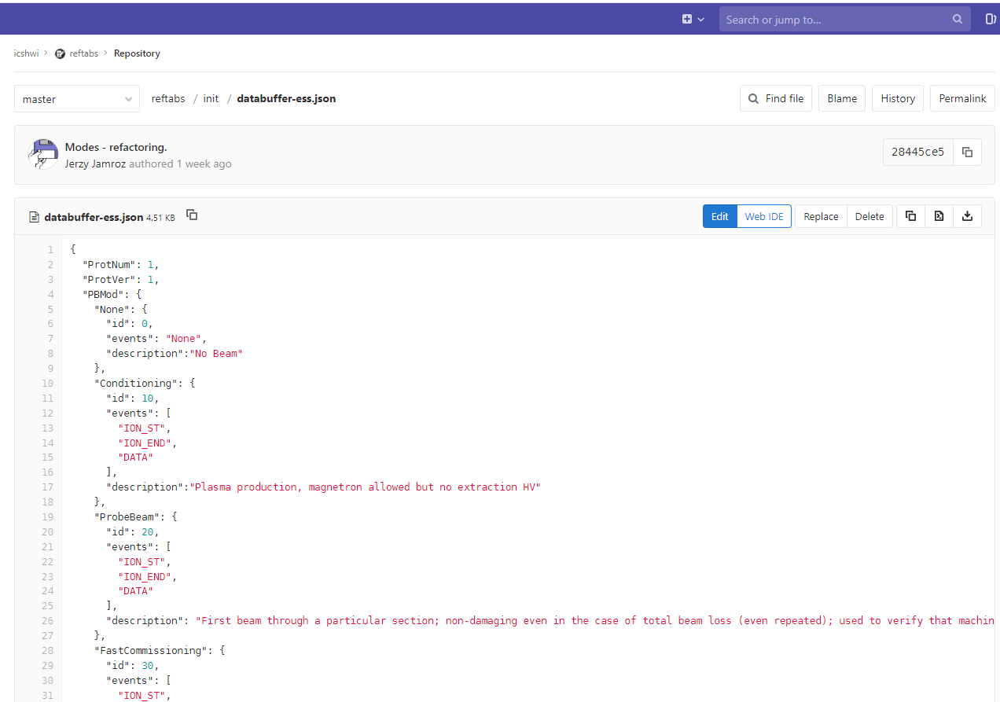 Search or jump to...
icshwi > reftabs > Repository
master reftabs / init / databuffer-ess.json Find file Blame History Permalink
Modes - refactoring.
Jerzy Jamroz authored 1 week ago
28445ce5
databuffer-ess.json 4.51 KB Edit Web IDE Replace Delete
1 {
2 "ProtNum": 1,
3 "ProtVer": 1,
4 "PBMod": {
5 "None": {
6 "id": 0,
7 "events": "None",
8 "description":"No Beam"
9 },
10 "Conditioning": {
11 "id": 10,
12 "events": [
13 "ION_ST",
14 "ION_END",
15 "DATA"
16 ],
17 "description":"Plasma production, magnetron allowed but no extraction HV"
18 },
19 "ProbeBeam": {
20 "id": 20,
21 "events": [
22 "ION_ST",
23 "ION_END",
24 "DATA"
25 ],
26 "description": "First beam through a particular section; non-damaging even in the case of total beam loss (even repeated); used to verify that machin
27 },
28 "FastCommissioning": {
29 "id": 30,
30 "events": [
31 "ION_ST",